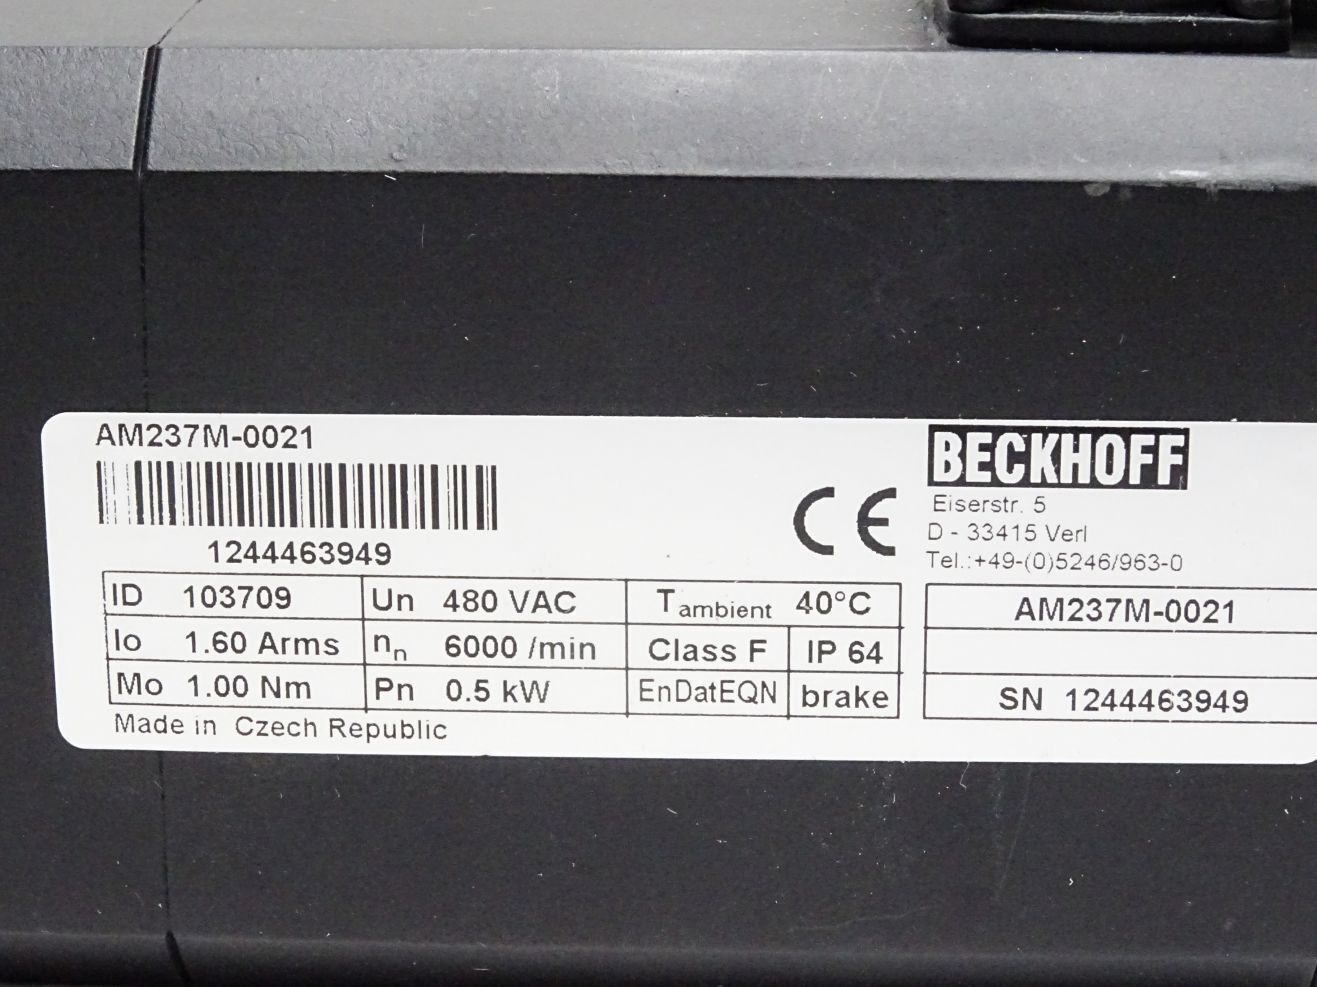 AM237M-0021
1244463949
BECKHOFF
Eiserstr. 5
D - 33415 Verl
Tel.:+49-(0)5246/963-0
CE
ID 103709 Un 480 VAC Tambient 40°C
Io 1.60 Arms nn 6000 /min Class F IP 64
Mo 1.00 Nm Pn 0.5 kW EnDatEQN brake
Made in Czech Republic
AM237M-0021
SN 1244463949